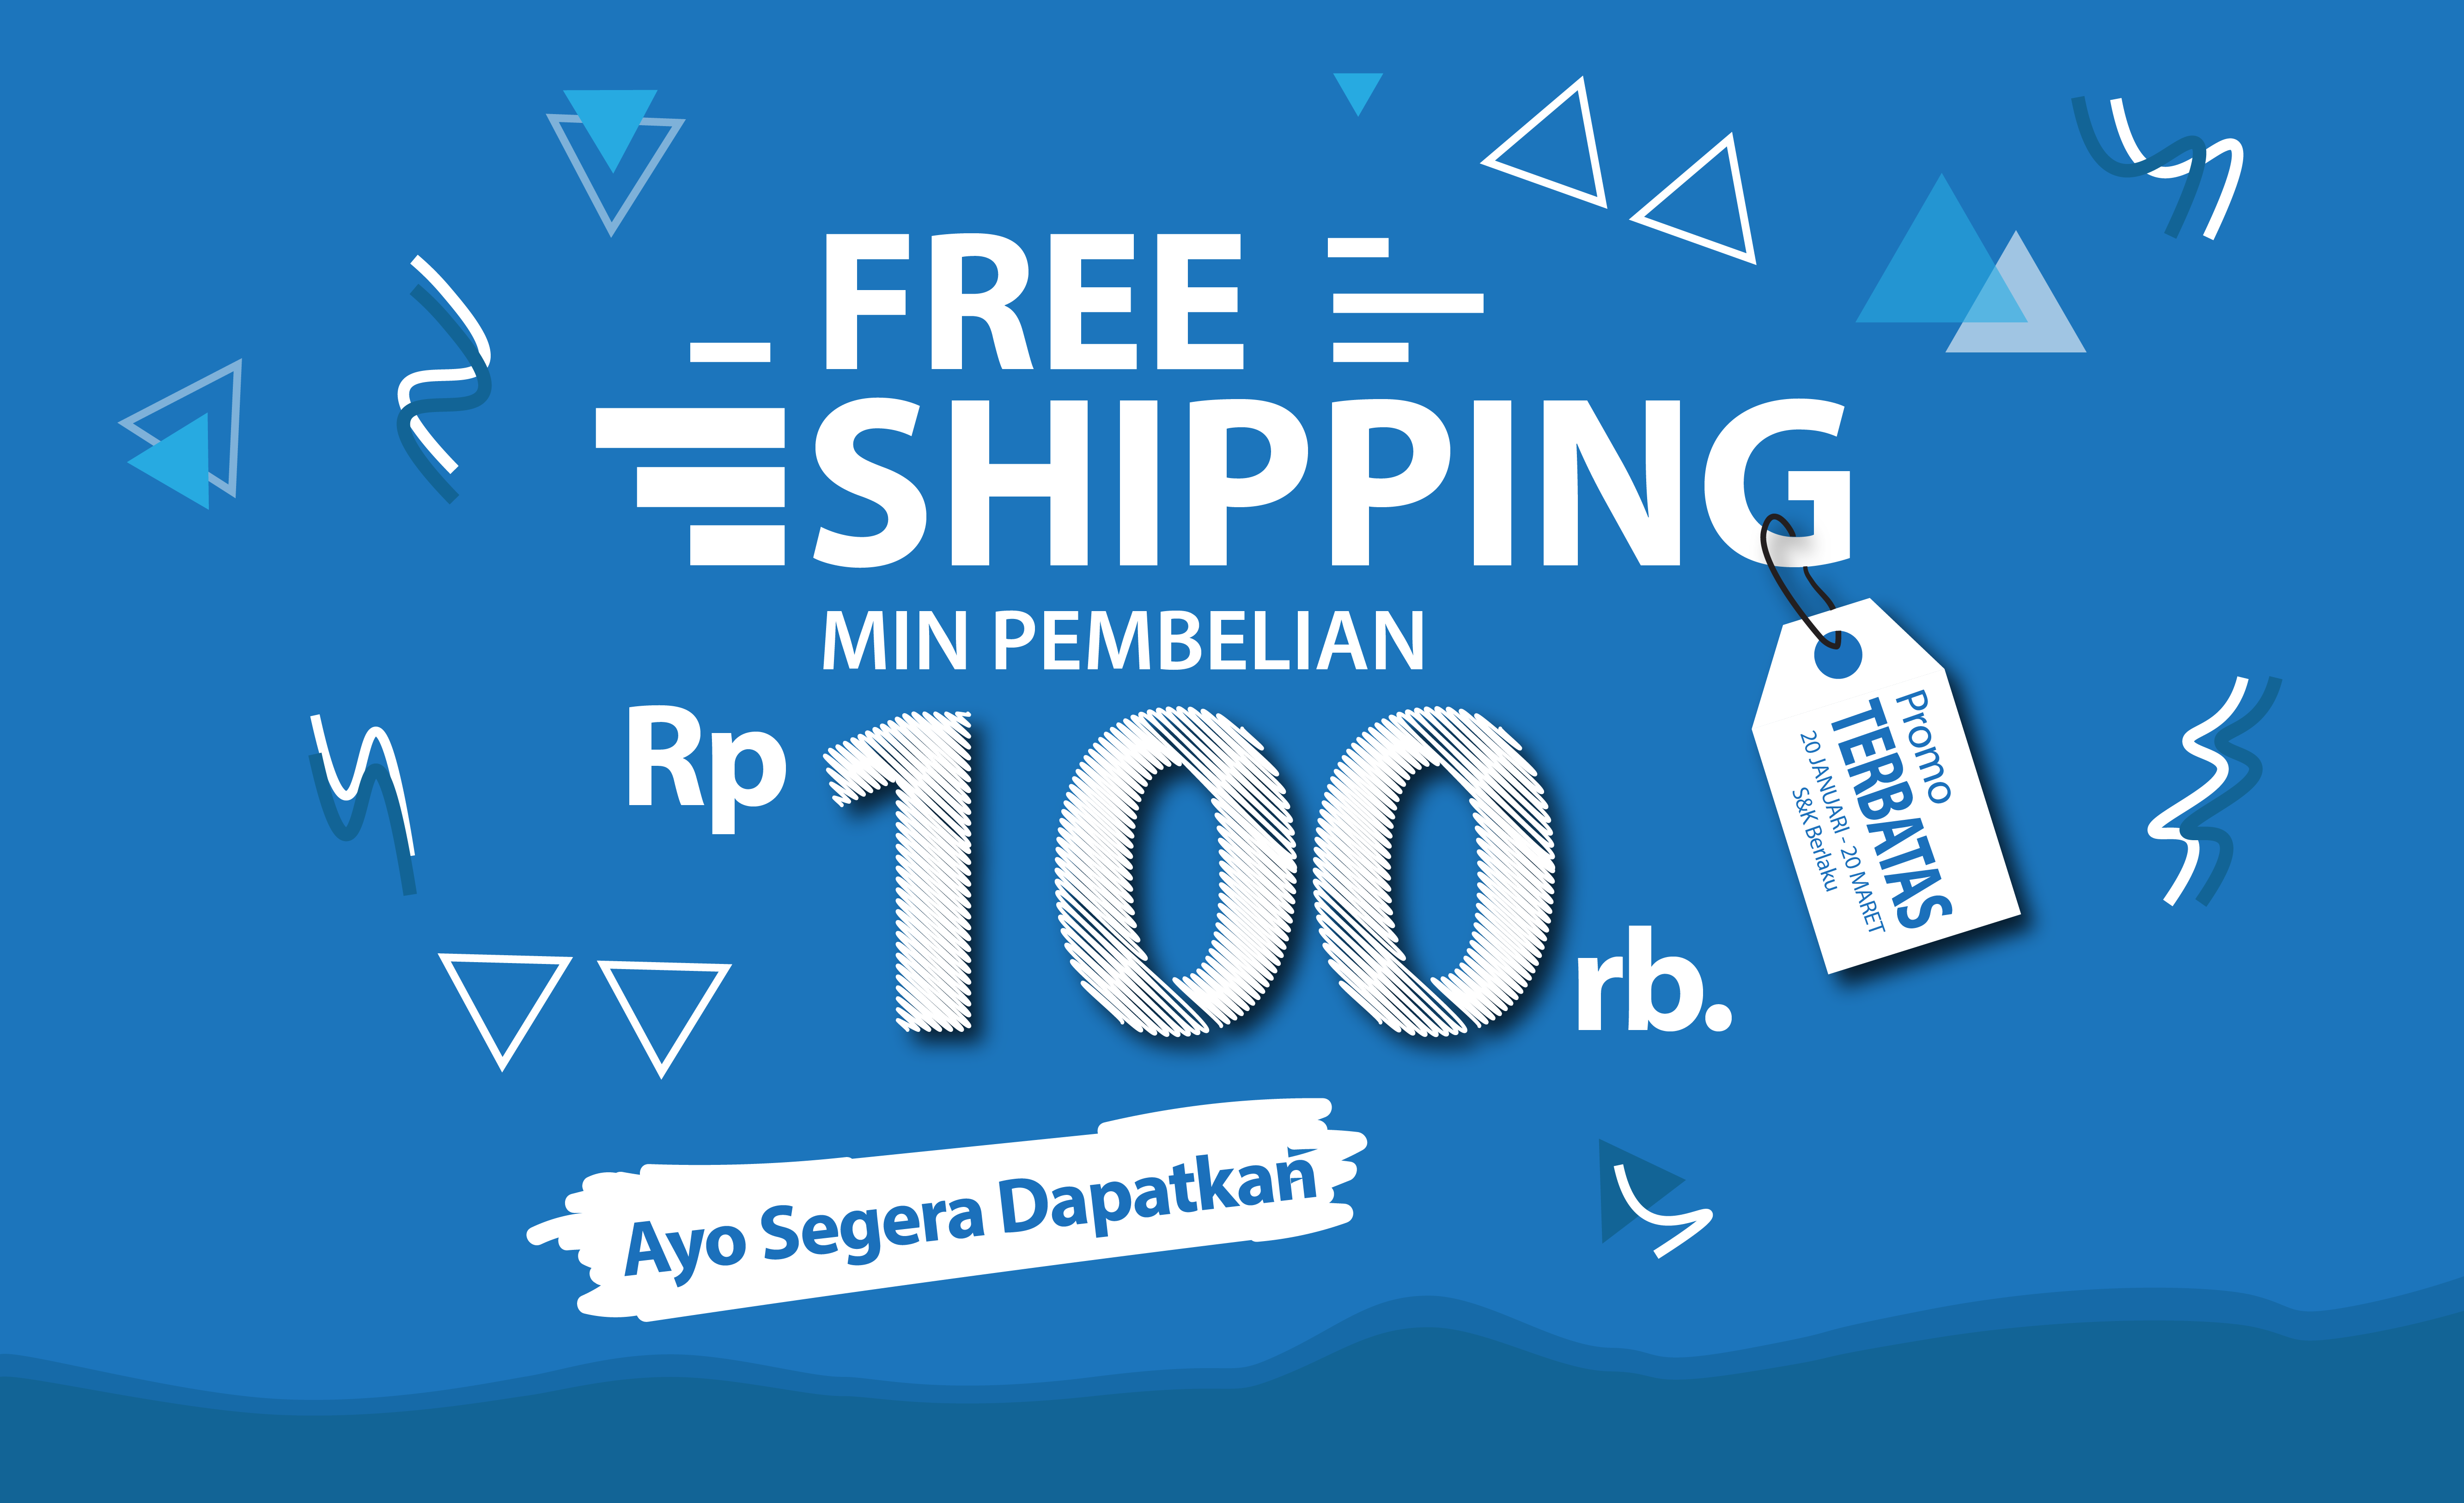 FREE
SHIPPING
MIN PEMBELIAN
Rp 100 rb.
Promo
TERBATAS
20 JANUARI - 20 MARET
S&K Berlaku
Ayo Segera Dapatkan